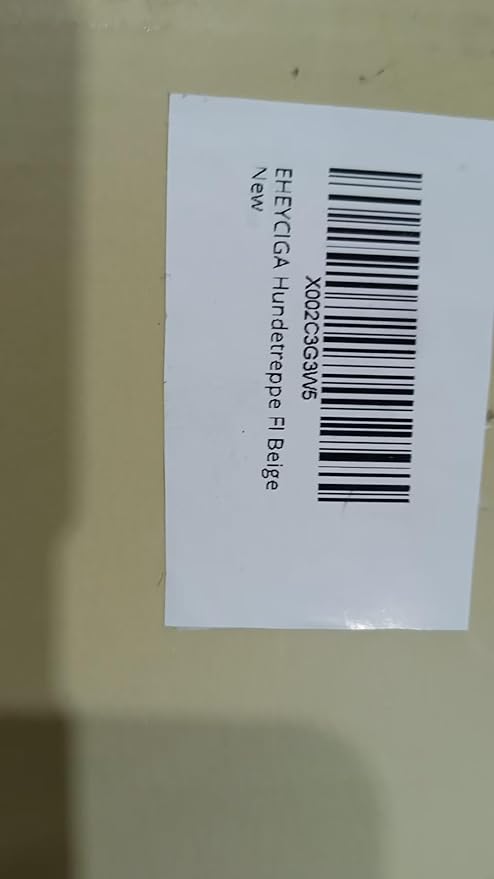 X002C3G3W5
EHEYCIGA Hundetreppe Fl Beige
New